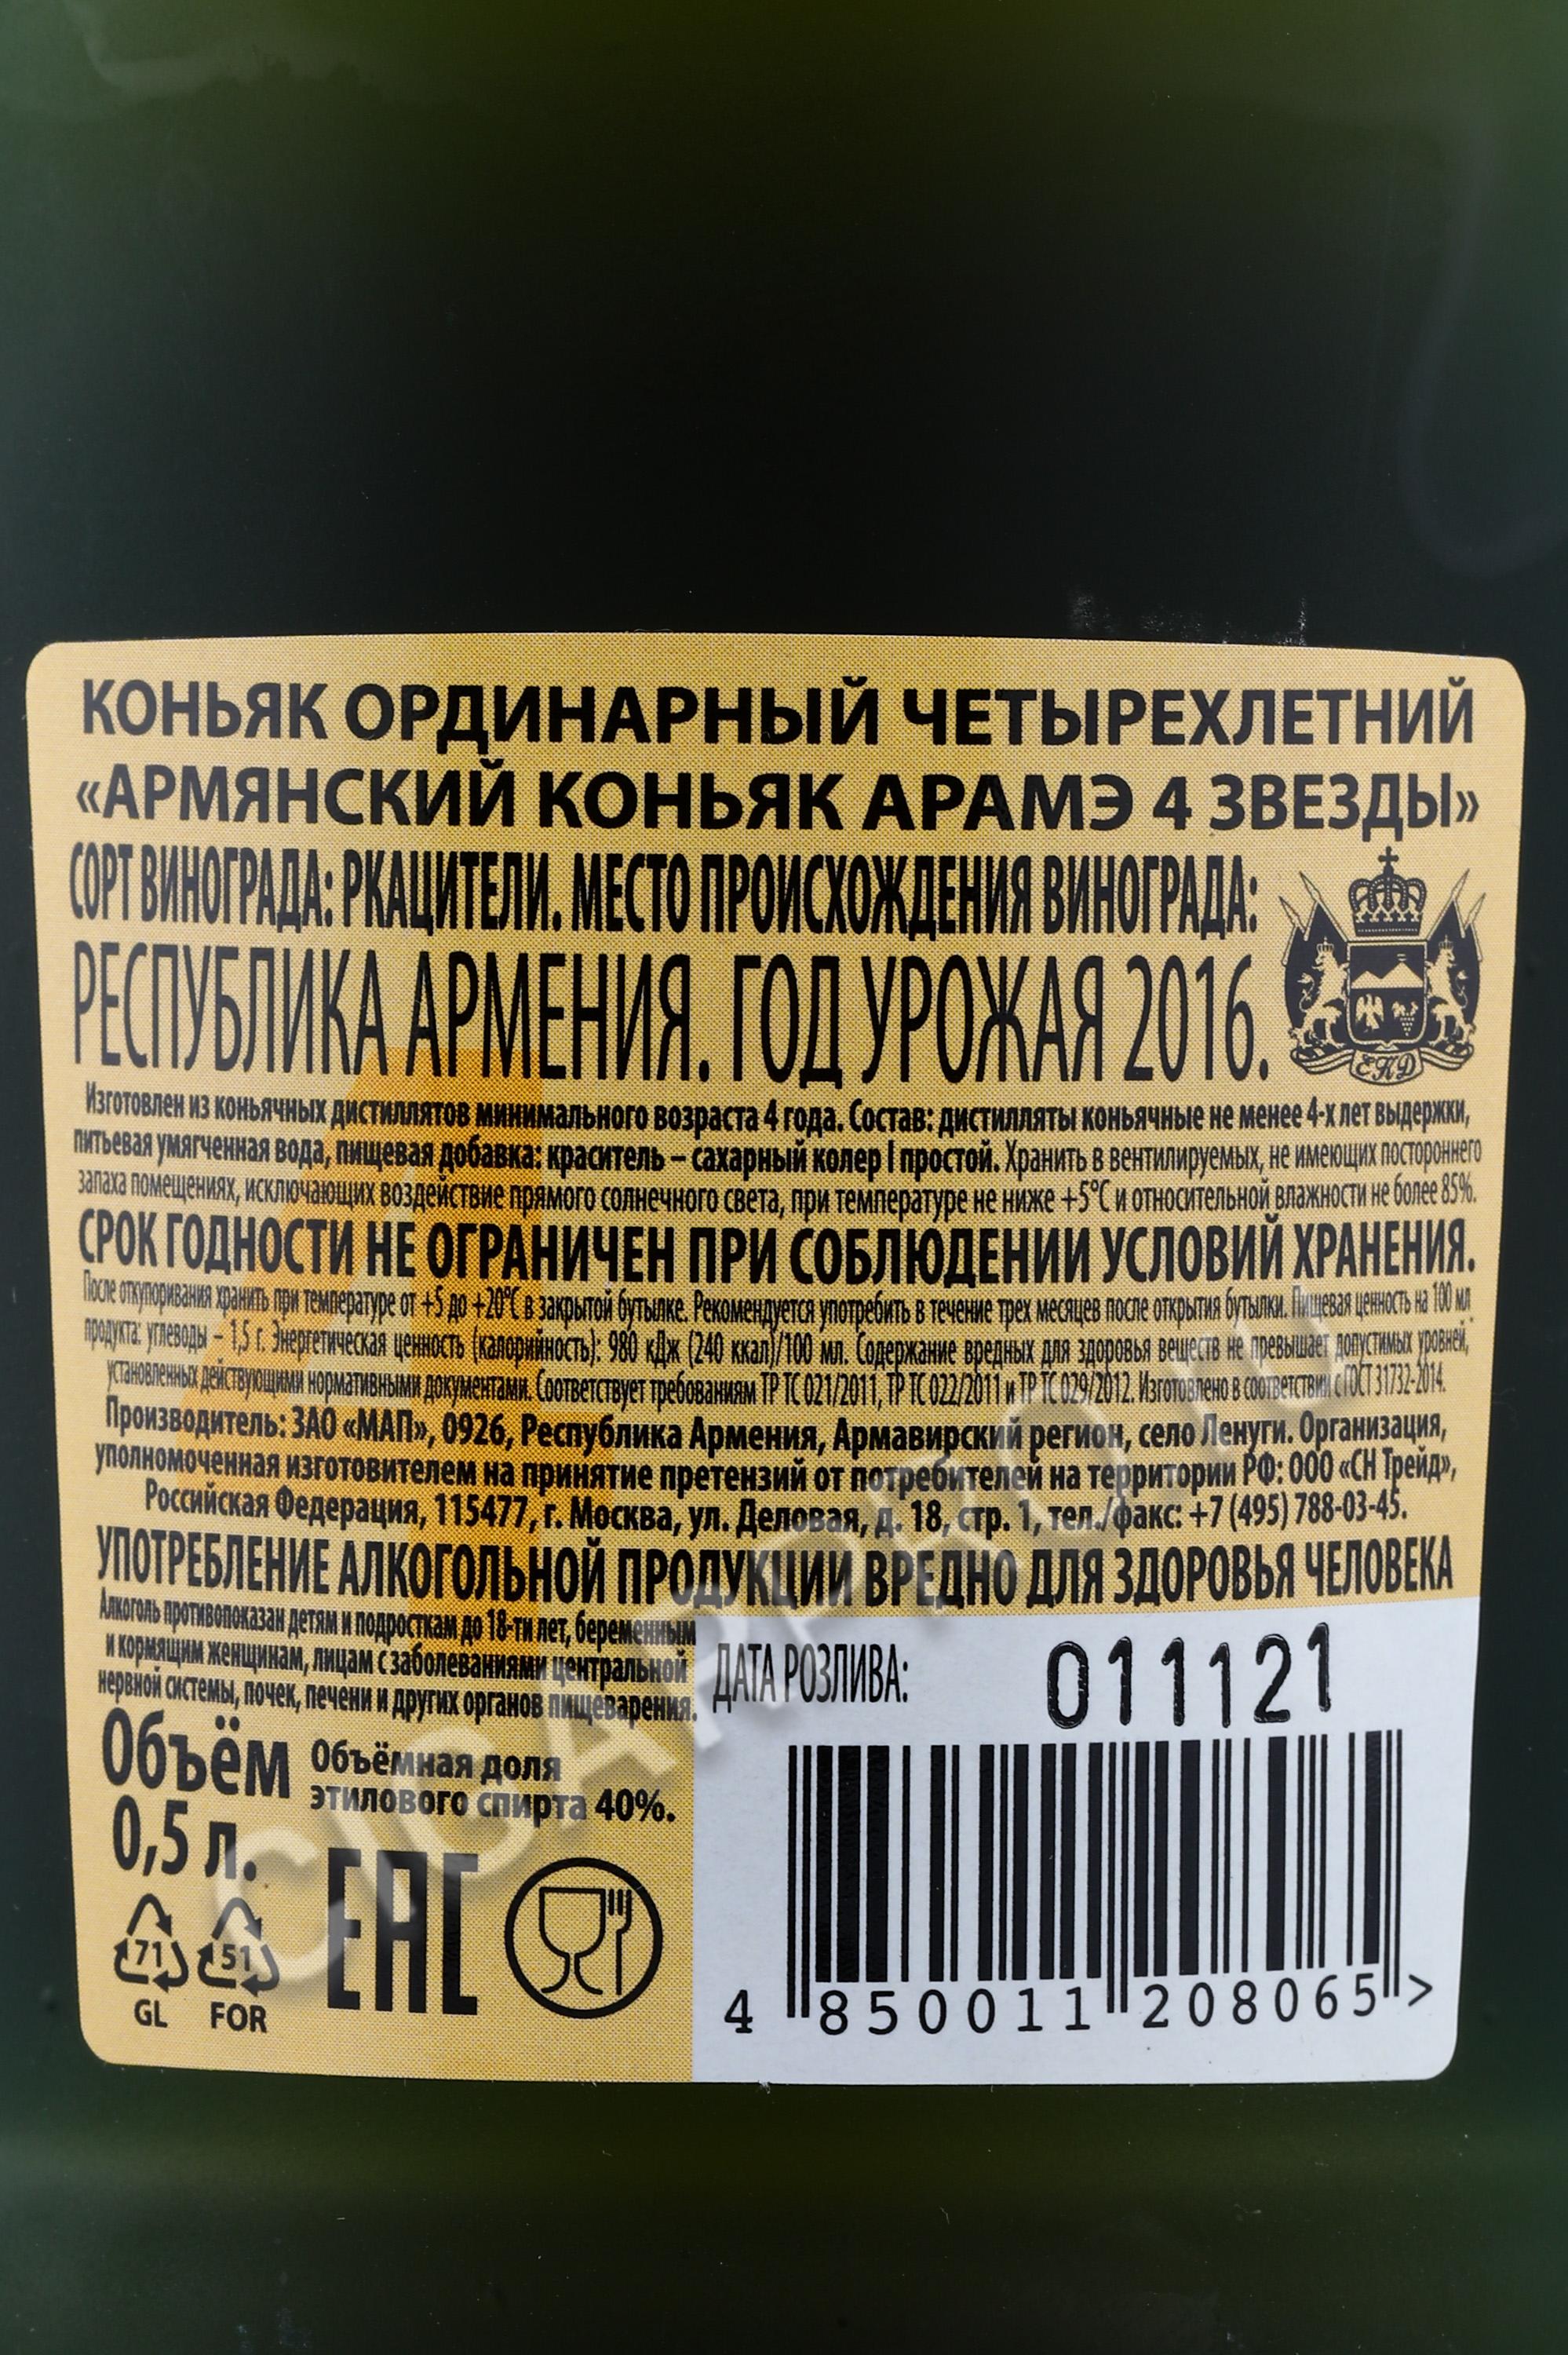 КОНЬЯК ОРДИНАРНЫЙ ЧЕТЫРЕХЛЕТНИЙ
«АРМЯНСКИЙ КОНЬЯК АРАМЭ 4 ЗВЕЗДЫ»
СОРТ ВИНОГРАДА: РКАЦИТЕЛИ. МЕСТО ПРОИСХОЖДЕНИЯ ВИНОГРАДА:
РЕСПУБЛИКА АРМЕНИЯ. ГОД УРОЖАЯ 2016.
ЕКД
Изготовлен из коньячных дистиллятов минимального возраста 4 года. Состав: дистилляты коньячные не менее 4-х лет выдержки,
питьевая умягченная вода, пищевая добавка: краситель – сахарный колер I простой. Хранить в вентилируемых, не имеющих постороннего
запаха помещениях, исключающих воздействие прямого солнечного света, при температуре не ниже +5°С и относительной влажности не более 85%.
СРОК ГОДНОСТИ НЕ ОГРАНИЧЕН ПРИ СОБЛЮДЕНИИ УСЛОВИЙ ХРАНЕНИЯ.
После откупоривания хранить при температуре от +5 до +20°С в закрытой бутылке. Рекомендуется употребить в течение трех месяцев после открытия бутылки. Пищевая ценность на 100 мл
продукта: углеводы – 1,5 г. Энергетическая ценность (калорийность): 980 кДж (240 ккал)/100 мл. Содержание вредных для здоровья веществ не превышает допустимых уровней,
установленных действующими нормативными документами. Соответствует требованиям ТР ТС 021/2011, ТР ТС 022/2011 и ТР ТС 029/2012. Изготовлено в соответствии с ГОСТ 31732-2014.
Производитель: ЗАО «МАП», 0926, Республика Армения, Армавирский регион, село Ленуги. Организация,
уполномоченная изготовителем на принятие претензий от потребителей на территории РФ: ООО «СН Трейд»,
Российская Федерация, 115477, г. Москва, ул. Деловая, д. 18, стр. 1, тел./факс: +7 (495) 788-03-45.
УПОТРЕБЛЕНИЕ АЛКОГОЛЬНОЙ ПРОДУКЦИИ ВРЕДНО ДЛЯ ЗДОРОВЬЯ ЧЕЛОВЕКА
Алкоголь противопоказан детям и подросткам до 18-ти лет, беременным
и кормящим женщинам, лицам с заболеваниями центральной
нервной системы, почек, печени и других органов пищеварения.
ДАТА РОЗЛИВА: 011121
Объём
0,5 л.
Объёмная доля
этилового спирта 40%.
71 51
GL FOR
EAC
4 850011 208065 >
CIGARPRO.RU